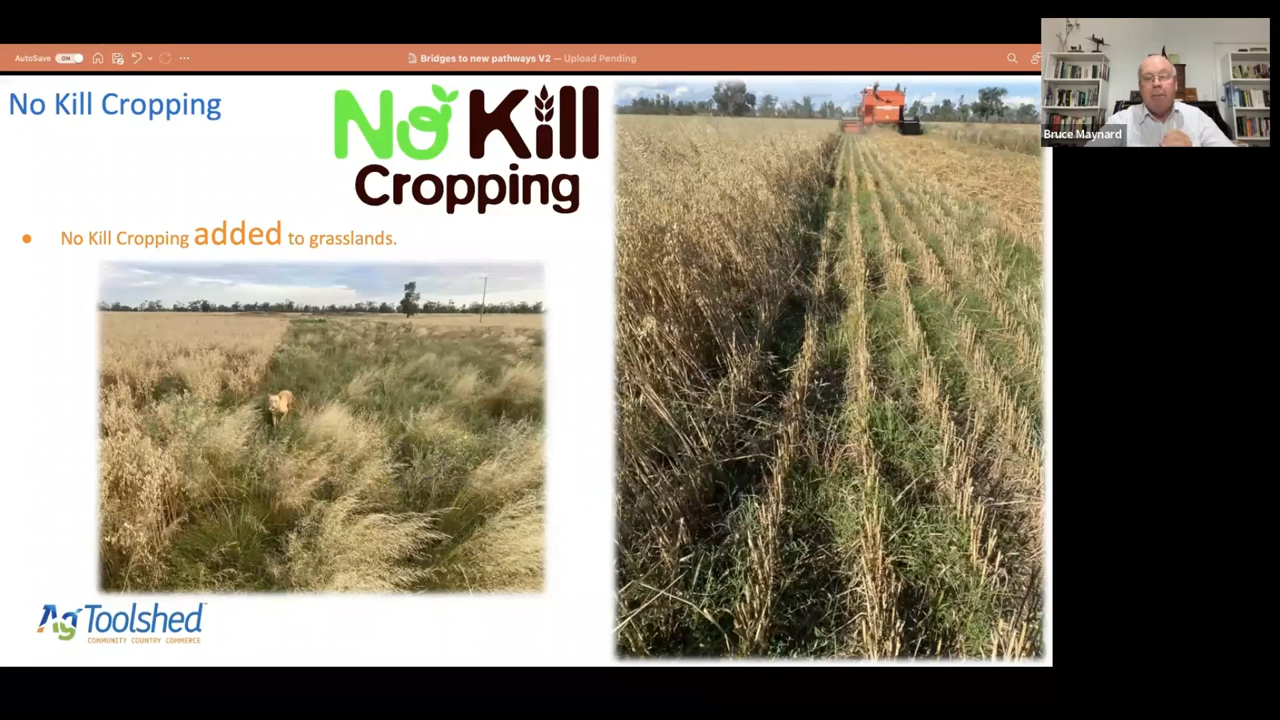 AutoSave ON
Bridges to new pathways V2 — Upload Pending
Bruce Maynard
No Kill Cropping
No Kill
Cropping
No Kill Cropping added to grasslands.
AgToolshed
COMMUNITY COUNTRY COMMERCE